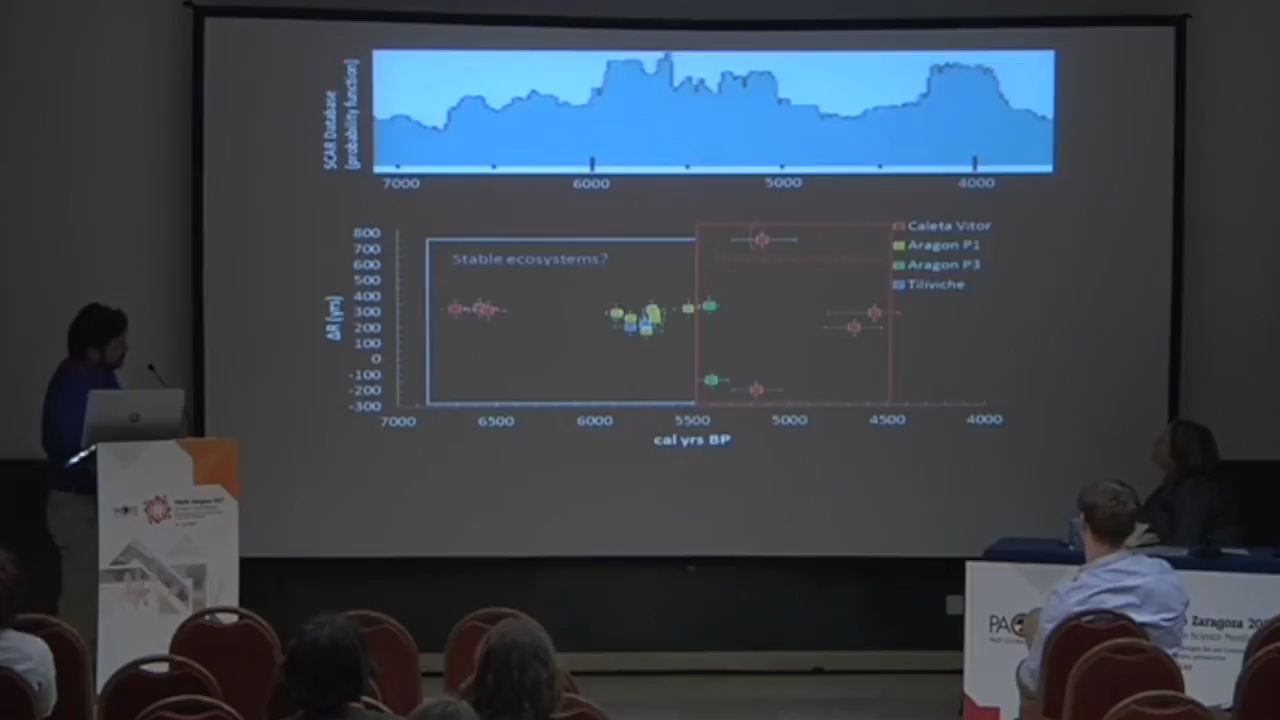 SCAR Database
(probability function)
7000 6000 5000 4000
800
700
600
500
400
300
200
100
0
-100
-200
-300
ΔR (yrs)
Stable ecosystems?
Caleta Vitor
Aragon P1
Aragon P3
Tiliviche
7000 6500 6000 5500 5000 4500 4000
cal yrs BP
hp
Zaragoza 20